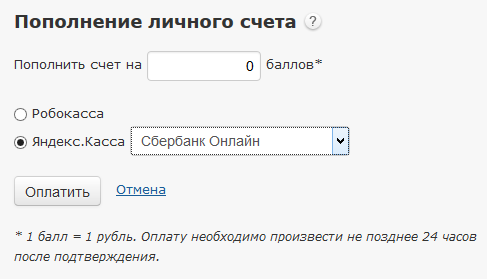 Пополнение личного счета ?
Пополнить счет на 0 баллов*
Робокасса
Яндекс.Касса Сбербанк Онлайн
Оплатить Отмена
* 1 балл = 1 рубль. Оплату необходимо произвести не позднее 24 часов
после подтверждения.